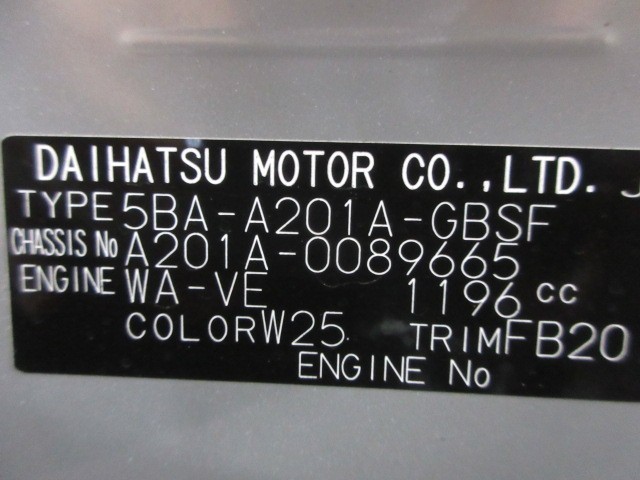 DAIHATSU MOTOR CO.,LTD.
TYPE 5BA-A201A-GBSF
CHASSIS No A201A-0089665
ENGINE WA-VE 1196 cc
COLOR W25 TRIM FB20
ENGINE No